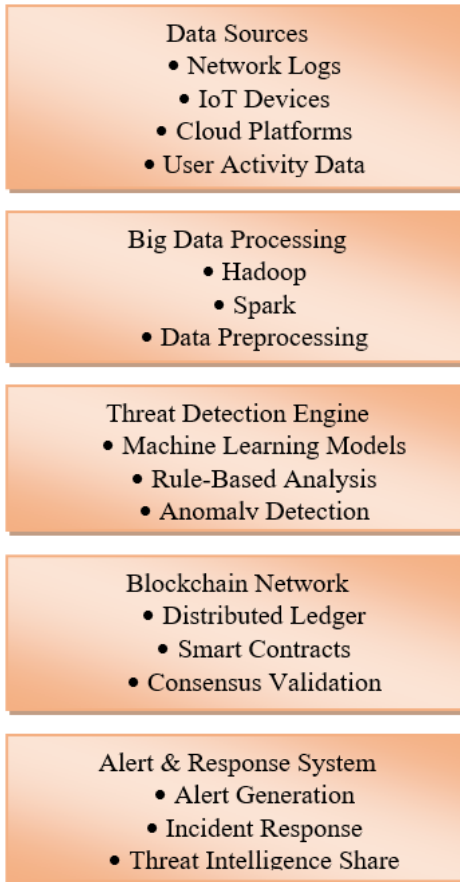 Data Sources
• Network Logs
• IoT Devices
• Cloud Platforms
• User Activity Data
Big Data Processing
• Hadoop
• Spark
• Data Preprocessing
Threat Detection Engine
• Machine Learning Models
• Rule-Based Analysis
• Anomaly Detection
Blockchain Network
• Distributed Ledger
• Smart Contracts
• Consensus Validation
Alert & Response System
• Alert Generation
• Incident Response
• Threat Intelligence Share